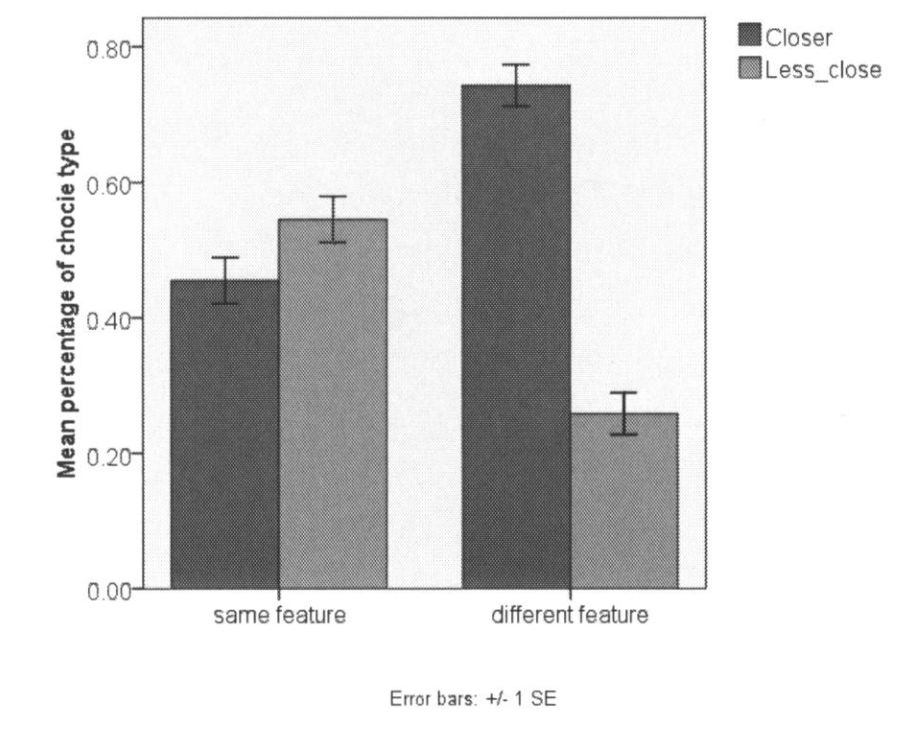 Closer
Less_close
Mean percentage of chocie type
0.80
0.60
0.40
0.20
0.00
same feature
different feature
Error bars: +/- 1 SE